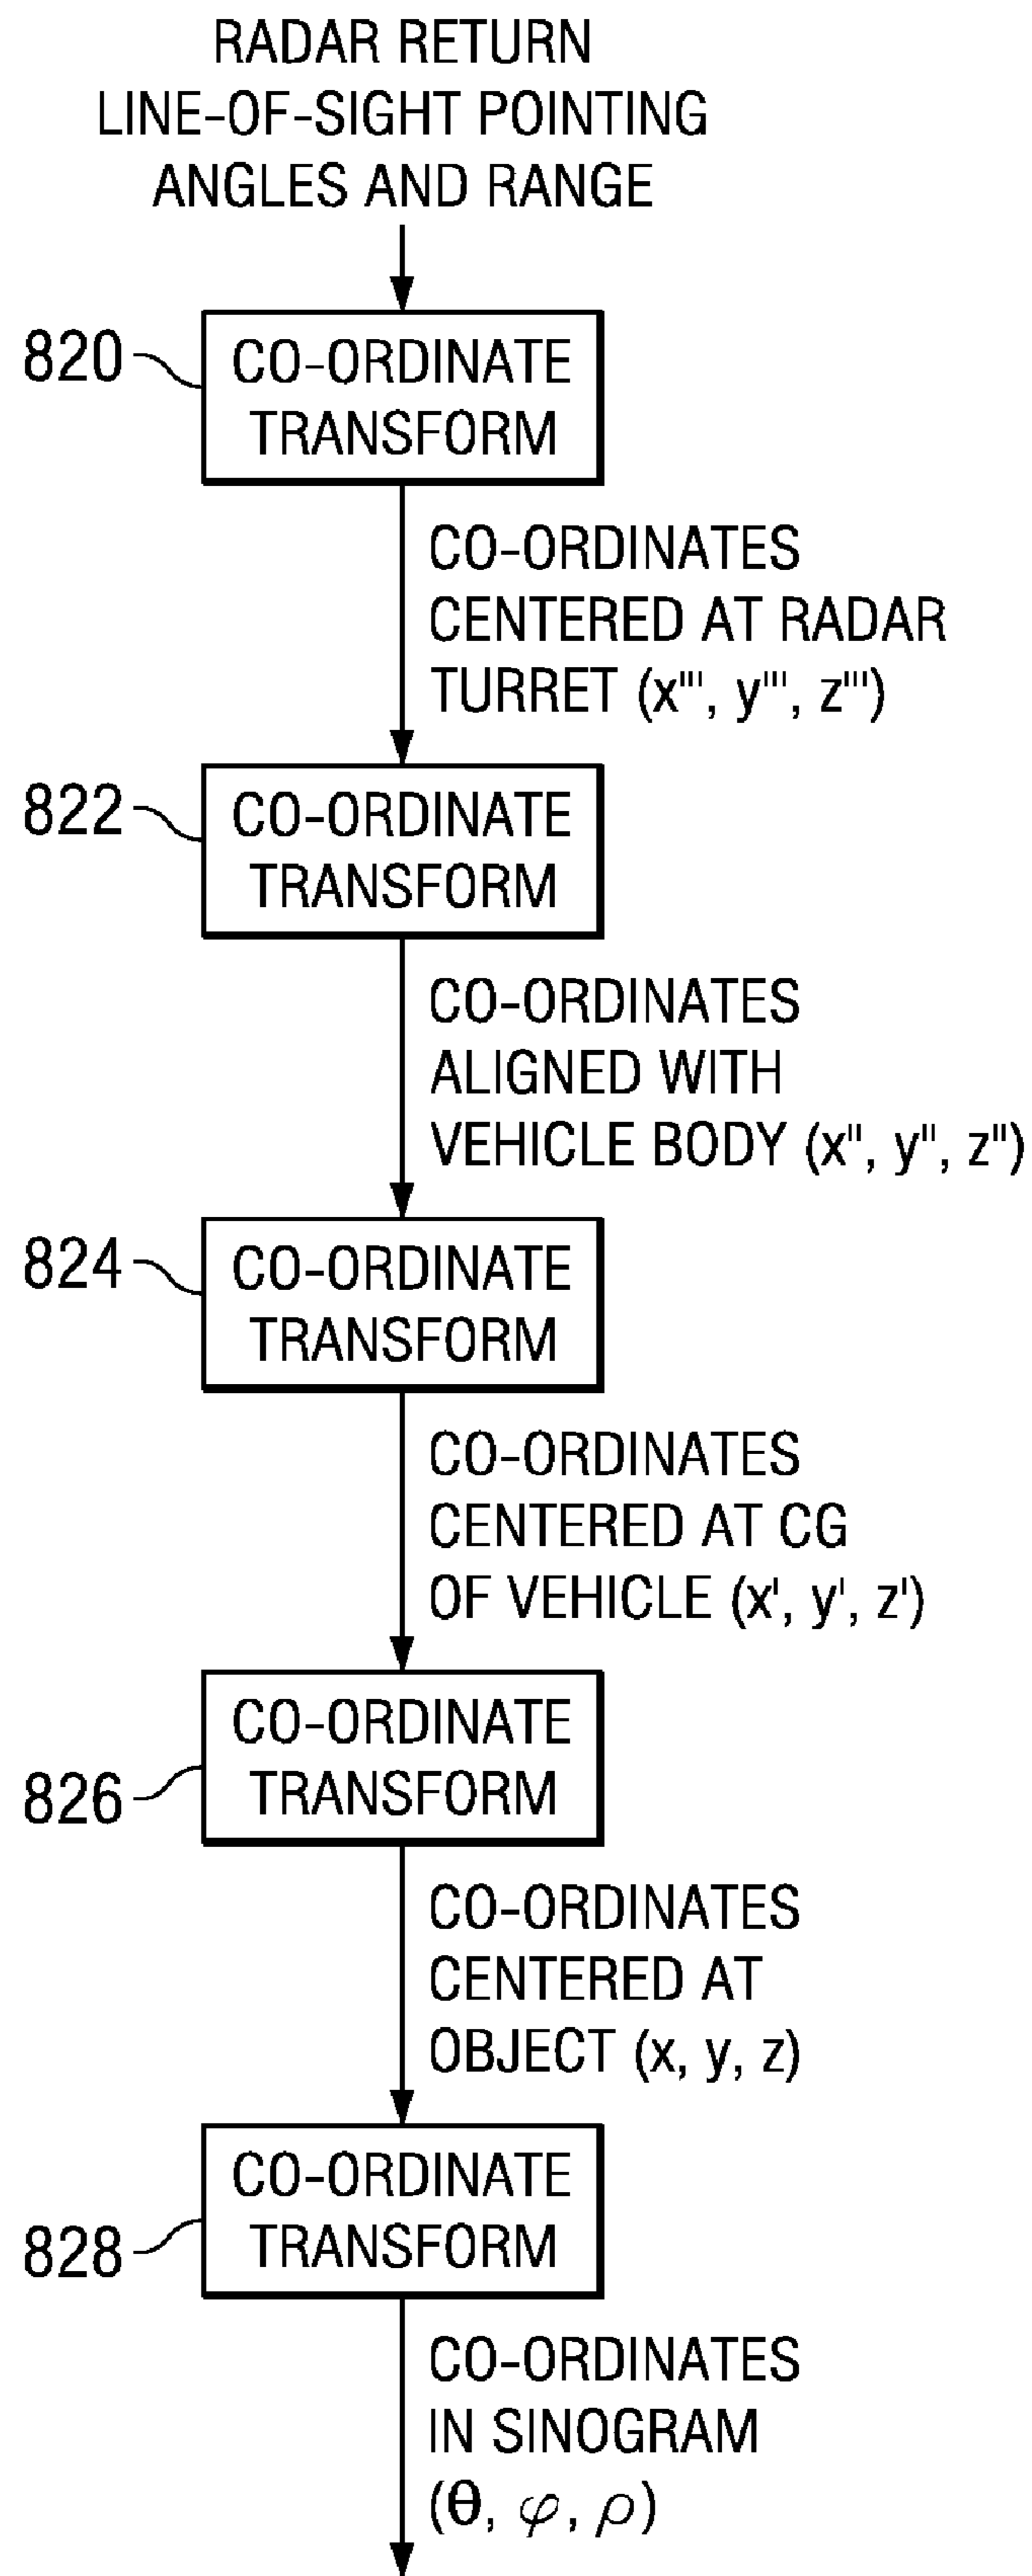 RADAR RETURN
LINE-OF-SIGHT POINTING
ANGLES AND RANGE
820
CO-ORDINATE
TRANSFORM
CO-ORDINATES
CENTERED AT RADAR
TURRET (x''', y''', z''')
822
CO-ORDINATE
TRANSFORM
CO-ORDINATES
ALIGNED WITH
VEHICLE BODY (x'', y'', z'')
824
CO-ORDINATE
TRANSFORM
CO-ORDINATES
CENTERED AT CG
OF VEHICLE (x', y', z')
826
CO-ORDINATE
TRANSFORM
CO-ORDINATES
CENTERED AT
OBJECT (x, y, z)
828
CO-ORDINATE
TRANSFORM
CO-ORDINATES
IN SINOGRAM
(θ, φ, ρ)